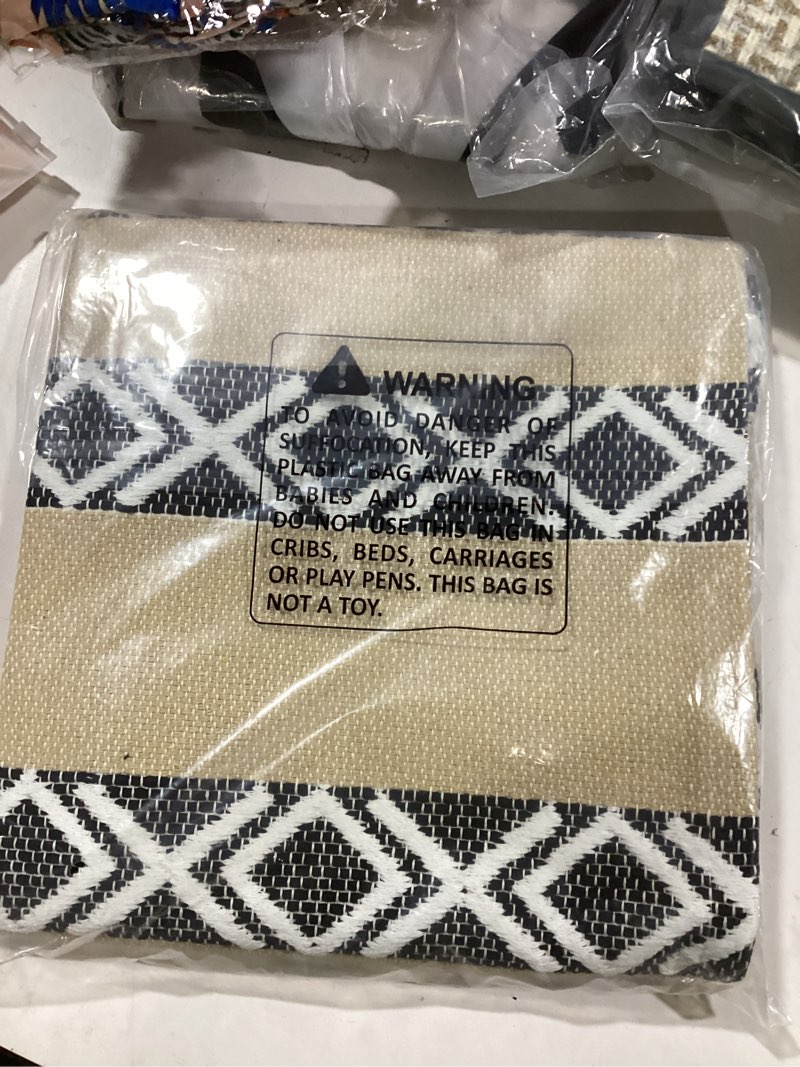 WARNING
TO AVOID DANGER OF
SUFFOCATION, KEEP THIS
PLASTIC BAG AWAY FROM
BABIES AND CHILDREN.
DO NOT USE THIS BAG IN
CRIBS, BEDS, CARRIAGES
OR PLAY PENS. THIS BAG IS
NOT A TOY.